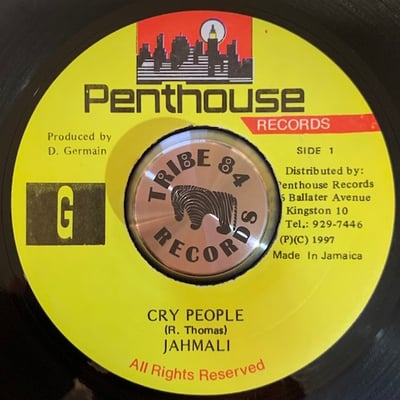 Penthouse
RECORDS
Produced by
D. Germain
SIDE 1
G
TRIBE 84
RECORDS
Distributed by:
Penthouse Records
Ballater Avenue
Kingston 10
Tel.: 929-7446
(P)(C) 1997
Made In Jamaica
CRY PEOPLE
(R. Thomas)
JAHMALI
All Rights Reserved